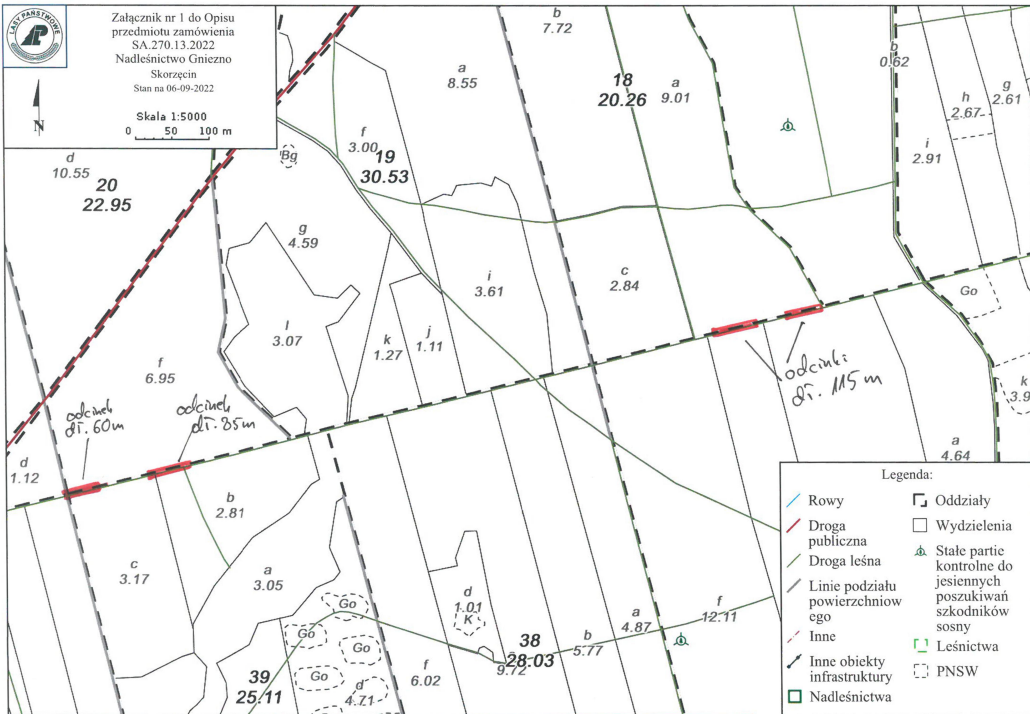 LASY PAŃSTWOWE
Załącznik nr 1 do Opisu
przedmiotu zamówienia
SA.270.13.2022
Nadleśnictwo Gniezno
Skorzęcin
Stan na 06-09-2022
N
Skala 1:5000
0 50 100 m
b
7.72
a
8.55
18
20.26
a
9.01
b
0.62
g
2.61
h
2.67
i
2.91
f
3.00
19
30.53
Bg
d
10.55
20
22.95
g
4.59
i
3.61
c
2.84
Go
l
3.07
k
1.27
j
1.11
f
6.95
k
3.9
odcinki
dł. 115 m
odcinek
dł. 60m
odcinek
dł. 85m
a
4.64
d
1.12
b
2.81
c
3.17
a
3.05
Go
Go
Go
Go
d
4.71
39
25.11
f
6.02
d
1.01
K
9.72
38
28.03
b
5.77
a
4.87
f
12.11
Legenda:
Rowy
Droga
publiczna
Droga leśna
Linie podziału
powierzchniow
ego
Inne
Inne obiekty
infrastruktury
Nadleśnictwa
Oddziały
Wydzielenia
Stałe partie
kontrolne do
jesiennych
poszukiwań
szkodników
sosny
Leśnictwa
PNSW